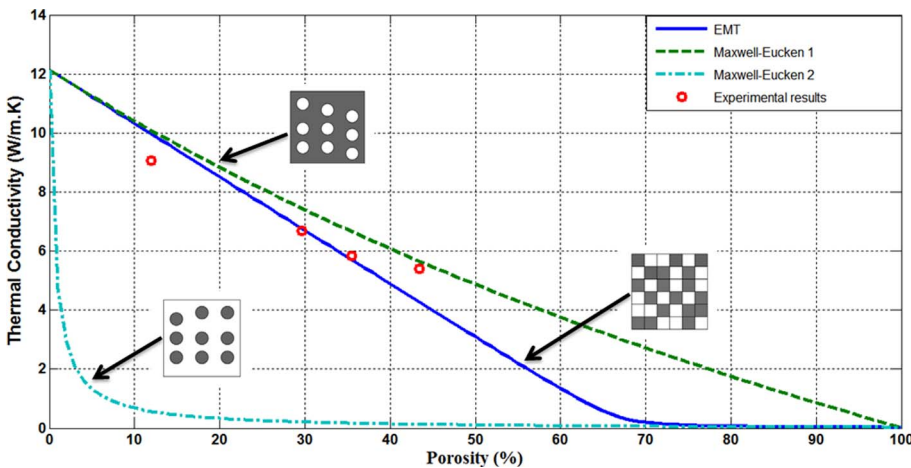 EMT
Maxwell-Eucken 1
Maxwell-Eucken 2
Experimental results
Thermal Conductivity (W/m.K)
14
12
10
8
6
4
2
0
0 10 20 30 40 50 60 70 80 90 100
Porosity (%)